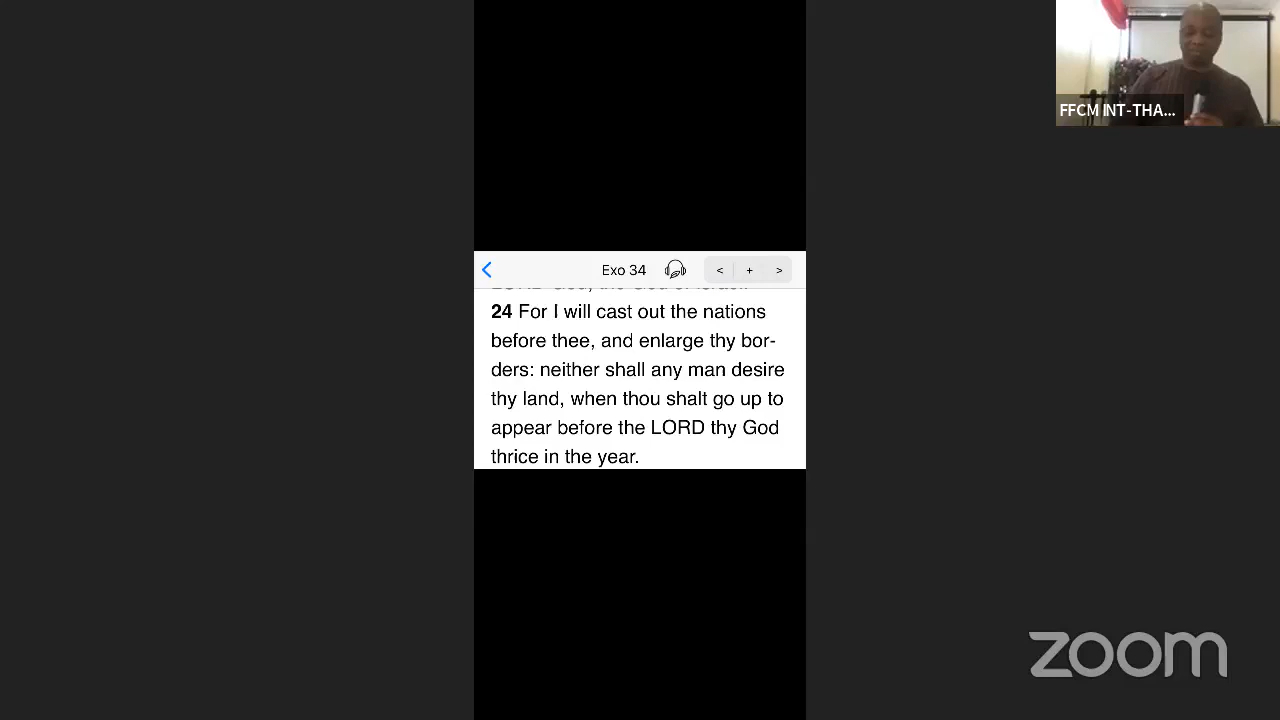 FFCM INT-THA...
Exo 34
< + >
24 For I will cast out the nations
before thee, and enlarge thy bor-
ders: neither shall any man desire
thy land, when thou shalt go up to
appear before the LORD thy God
thrice in the year.
zoom